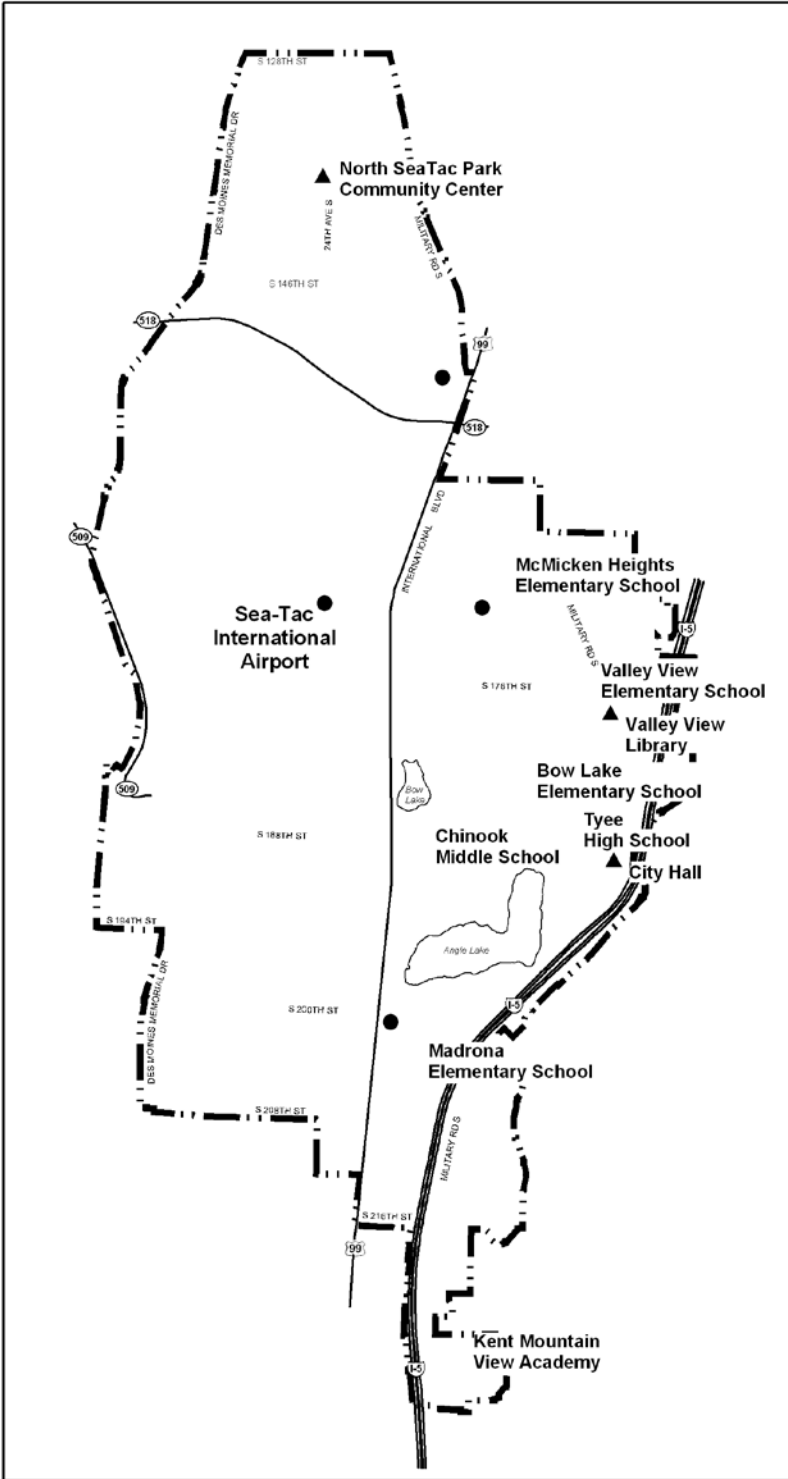 S 128TH ST
DES MOINES MEMORIAL DR
North SeaTac Park
Community Center
24TH AVE S
MILITARY RD S
S 146TH ST
518
99
518
INTERNATIONAL BLVD
509
McMicken Heights
Elementary School
MILITARY RD S
I-5
Sea-Tac
International
Airport
S 176TH ST
Valley View
Elementary School
Valley View
Library
Bow Lake
Elementary School
509
Bow
Lake
S 188TH ST
Chinook
Middle School
Tyee
High School
City Hall
S 194TH ST
Angle Lake
DES MOINES MEMORIAL DR
S 200TH ST
I-5
Madrona
Elementary School
S 208TH ST
MILITARY RD S
S 216TH ST
99
Kent Mountain
View Academy
I-5